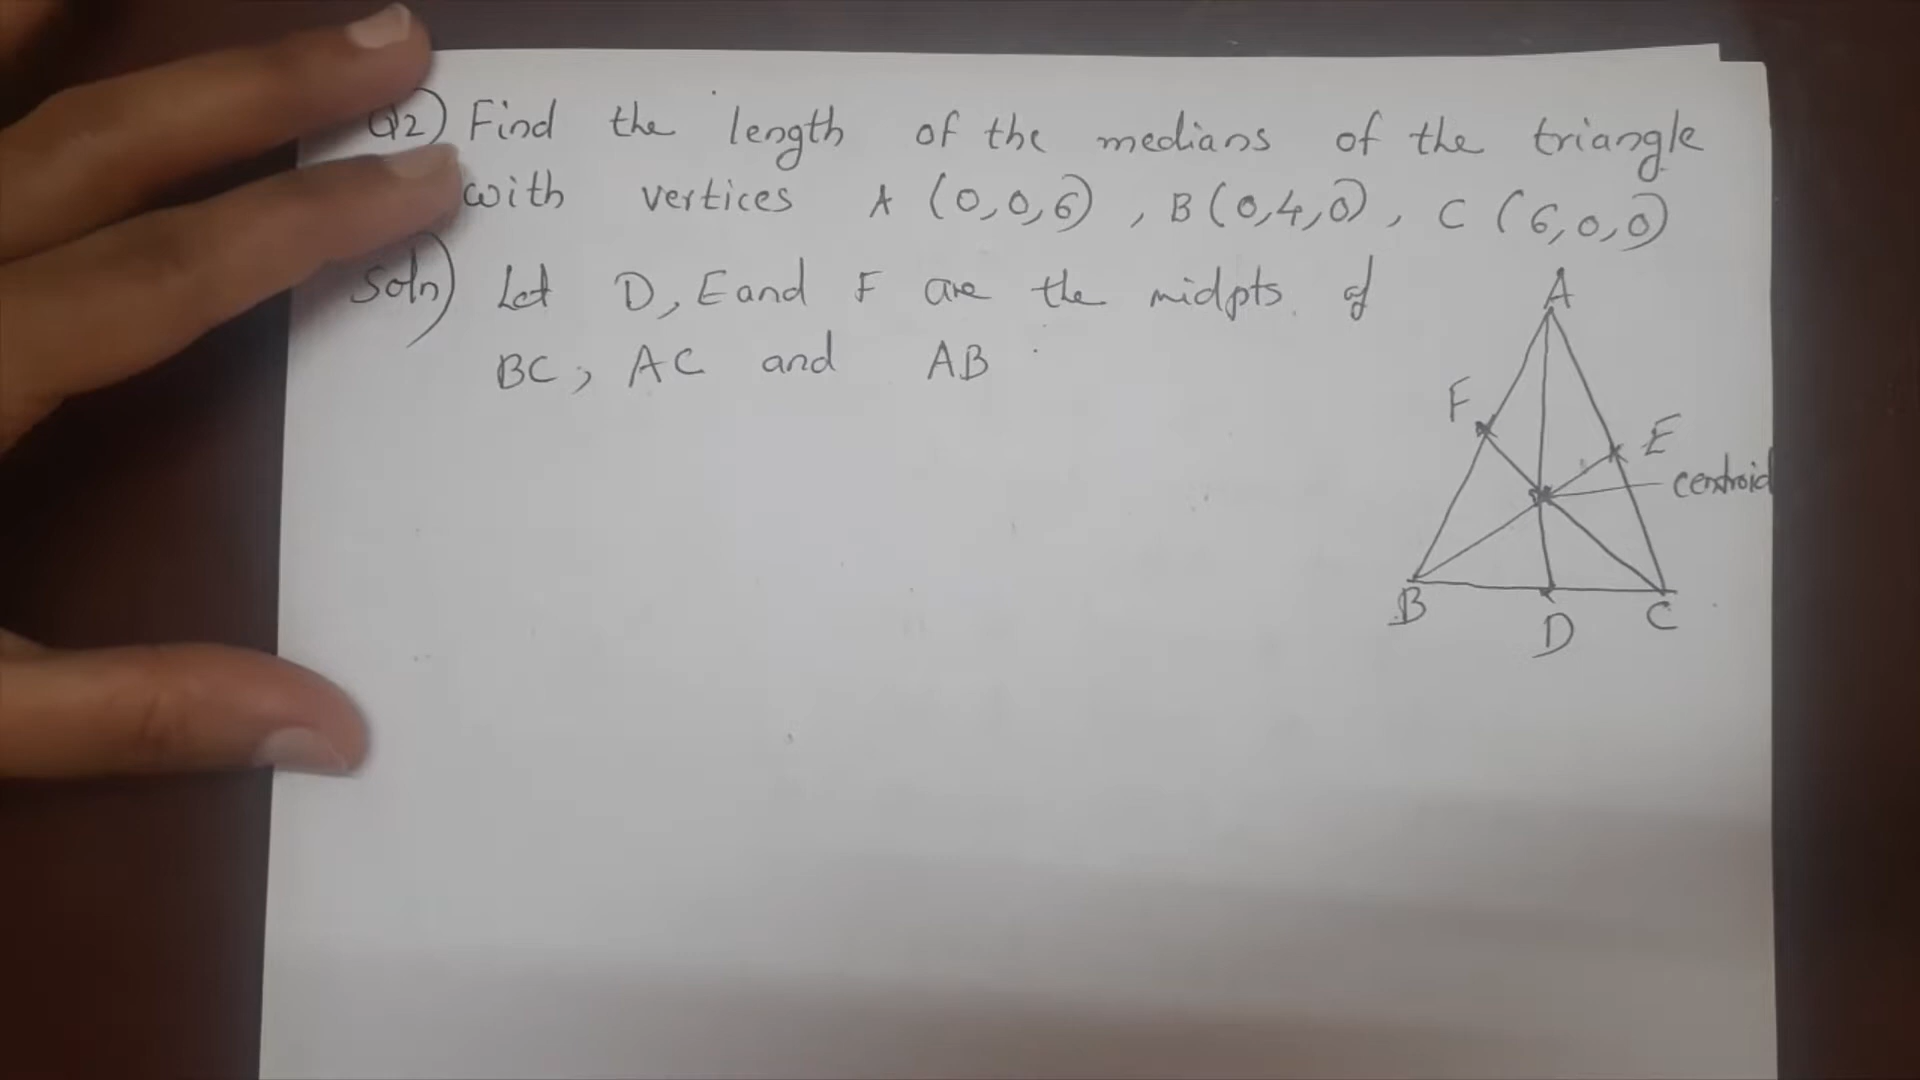 Q2) Find the length of the medians of the triangle
with vertices A (0,0,6) , B(0,4,0) , C (6,0,0)
Soln) Let D, E and F are the midpts. of
BC, AC and AB
A
F
E
centroid
B
D
C